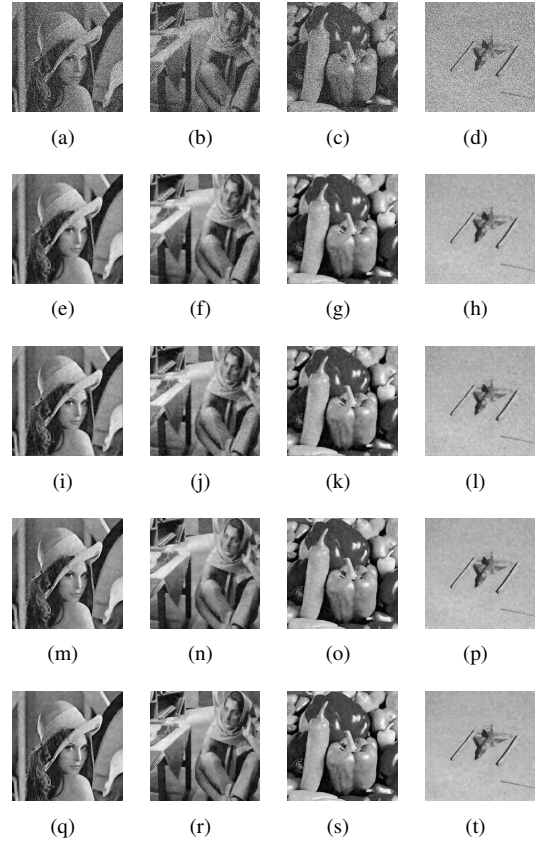 (a) (b) (c) (d)
(e) (f) (g) (h)
(i) (j) (k) (l)
(m) (n) (o) (p)
(q) (r) (s) (t)